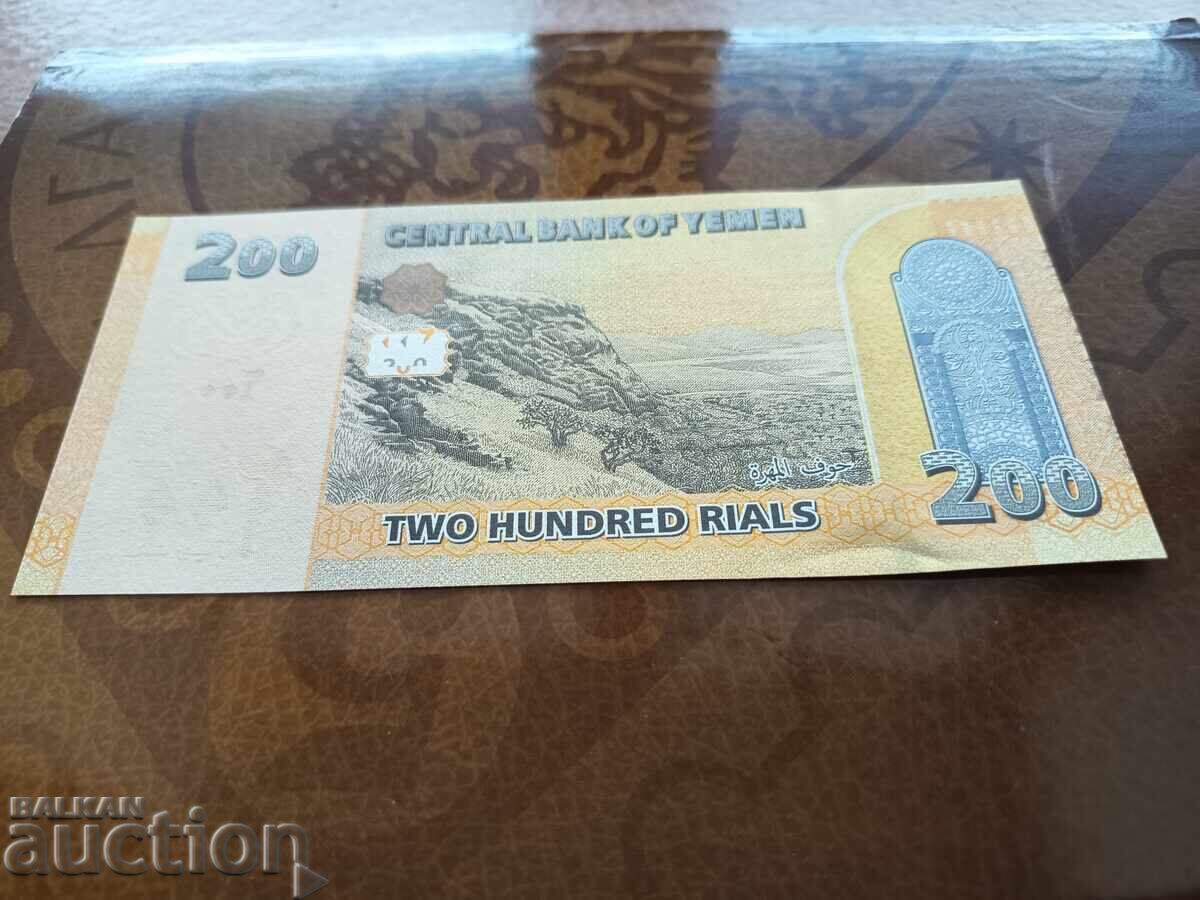 CENTRAL BANK OF YEMEN
200
حوف المهرة
TWO HUNDRED RIALS
200
BALKAN
auction